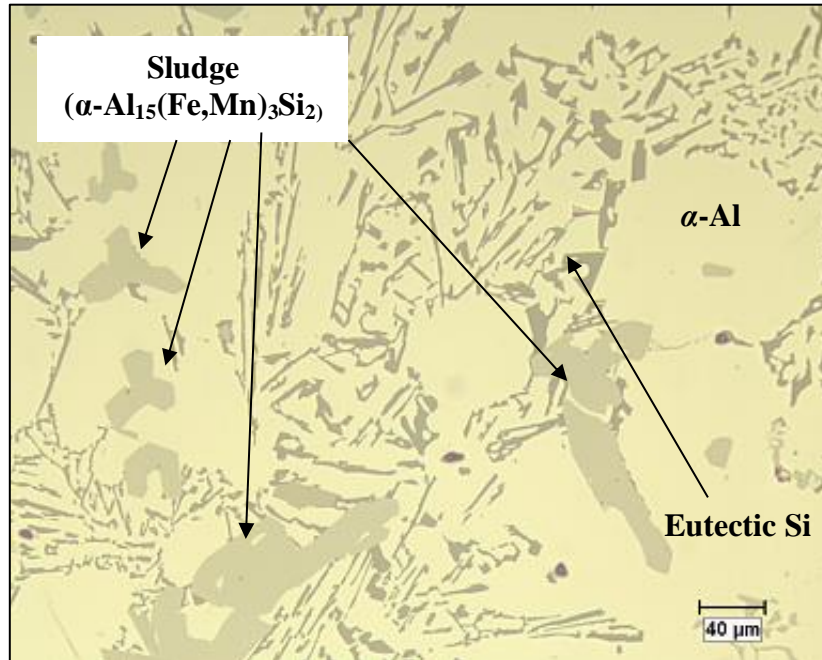 Sludge
(α-Al₁₅(Fe,Mn)₃Si₂)
α-Al
Eutectic Si
40 µm